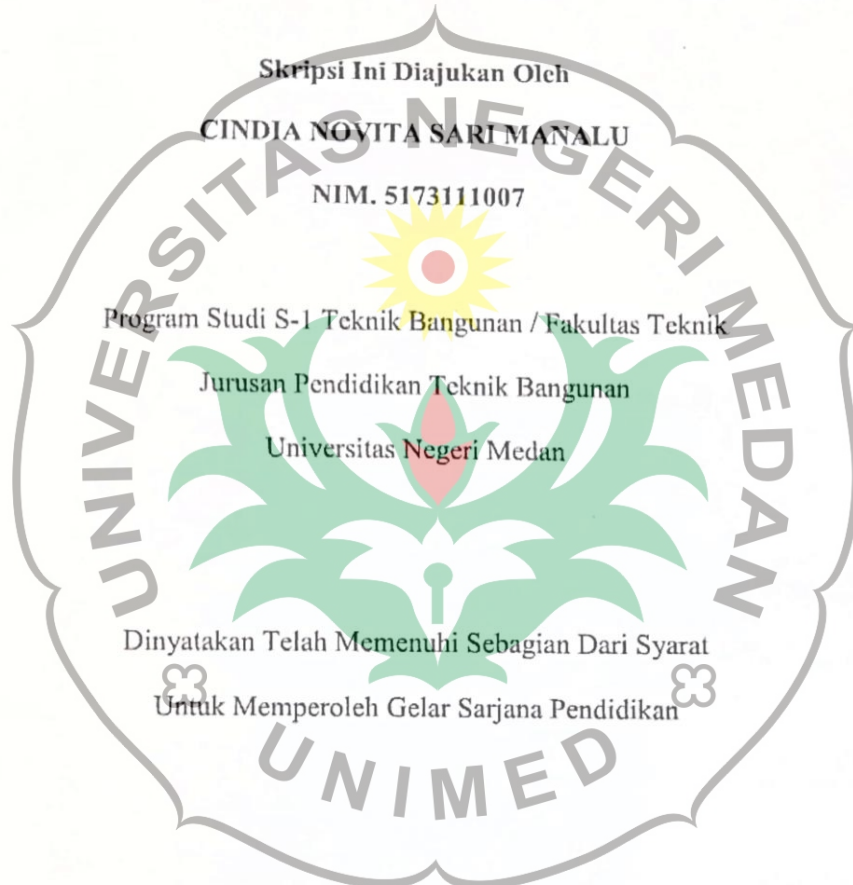 Skripsi Ini Diajukan Oleh
CINDIA NOVITA SARI MANALU
NIM. 5173111007
Program Studi S-1 Teknik Bangunan / Fakultas Teknik
Jurusan Pendidikan Teknik Bangunan
Universitas Negeri Medan
Dinyatakan Telah Memenuhi Sebagian Dari Syarat
Untuk Memperoleh Gelar Sarjana Pendidikan
UNIVERSITAS NEGERI MEDAN
UNIMED